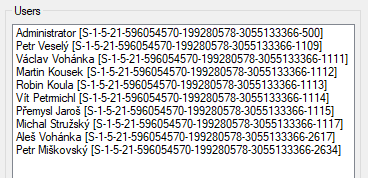 Users
Administrator [S-1-5-21-596054570-199280578-3055133366-500]
Petr Veselý [S-1-5-21-596054570-199280578-3055133366-1109]
Václav Vohánka [S-1-5-21-596054570-199280578-3055133366-1111]
Martin Kousek [S-1-5-21-596054570-199280578-3055133366-1112]
Robin Koula [S-1-5-21-596054570-199280578-3055133366-1113]
Vít Petmichl [S-1-5-21-596054570-199280578-3055133366-1114]
Přemysl Jaroš [S-1-5-21-596054570-199280578-3055133366-1115]
Michal Stružský [S-1-5-21-596054570-199280578-3055133366-1117]
Aleš Vohánka [S-1-5-21-596054570-199280578-3055133366-2617]
Petr Miškovský [S-1-5-21-596054570-199280578-3055133366-2634]